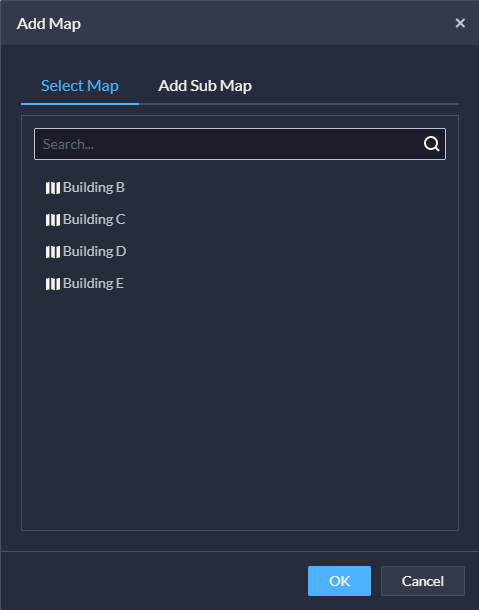 Add Map
Select Map
Add Sub Map
Search...
Building B
Building C
Building D
Building E
OK
Cancel